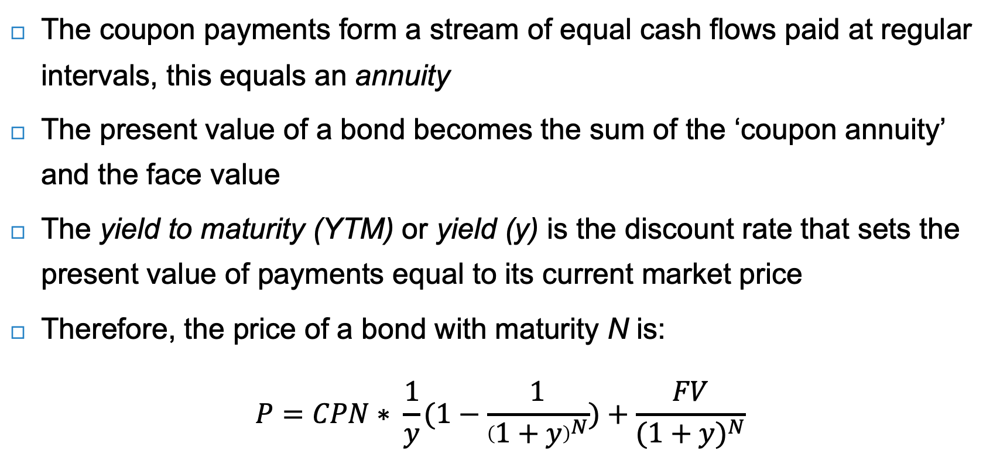 The coupon payments form a stream of equal cash flows paid at regular
intervals, this equals an annuity
The present value of a bond becomes the sum of the ‘coupon annuity’
and the face value
The yield to maturity (YTM) or yield (y) is the discount rate that sets the
present value of payments equal to its current market price
Therefore, the price of a bond with maturity N is:
P = CPN * \frac{1}{y}(1 − \frac{1}{(1 + y)^N}) + \frac{FV}{(1 + y)^N}